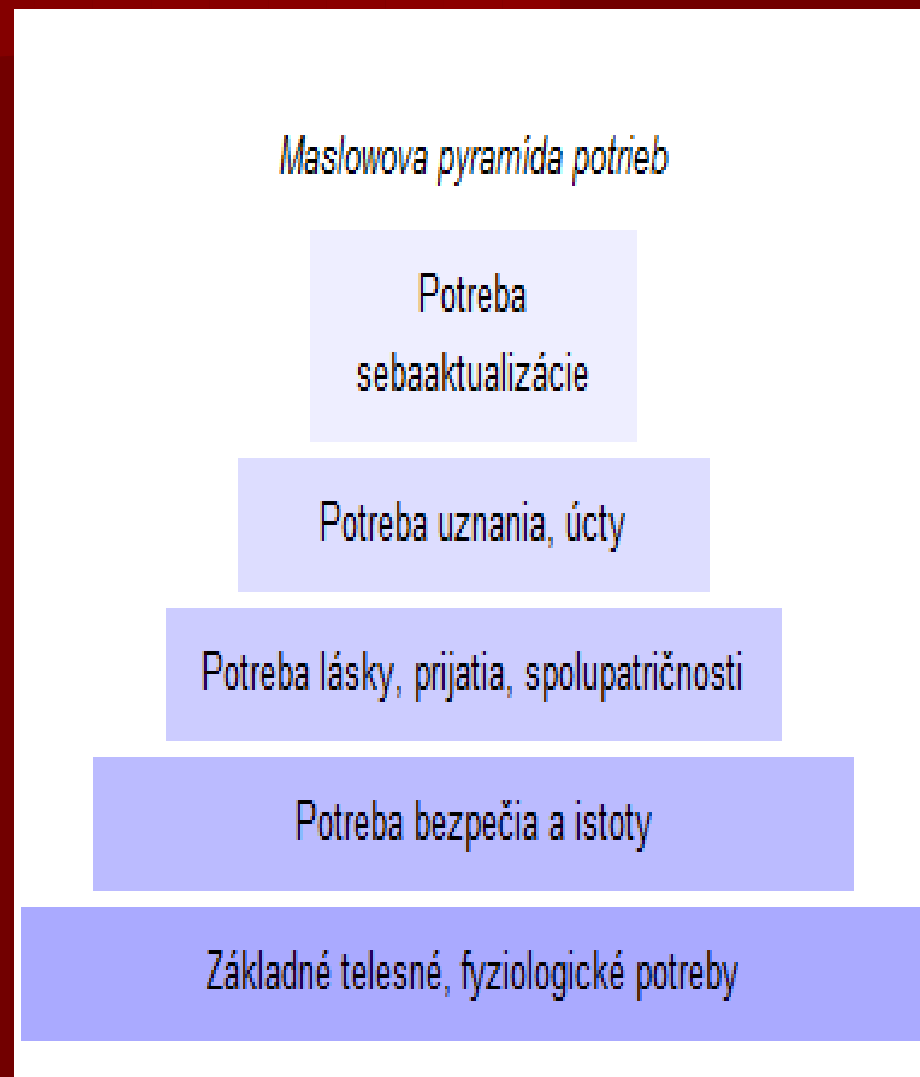 Maslowova pyramída potrieb
Potreba
sebaaktualizácie
Potreba uznania, úcty
Potreba lásky, prijatia, spolupatričnosti
Potreba bezpečia a istoty
Základné telesné, fyziologické potreby